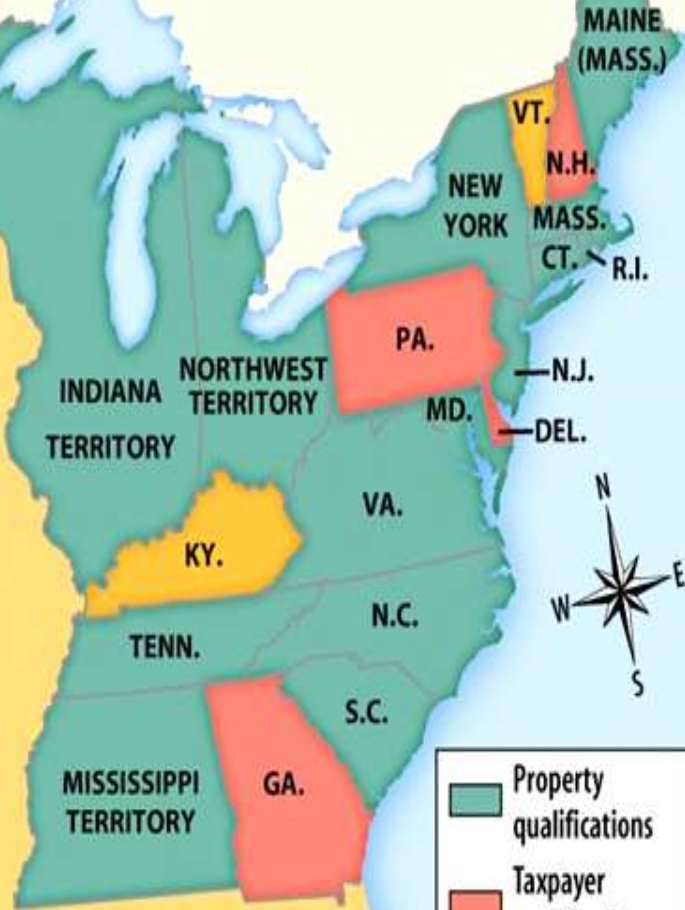 MAINE
(MASS.)
VT.
N.H.
NEW
YORK
MASS.
CT.
R.I.
PA.
N.J.
INDIANA
TERRITORY
NORTHWEST
TERRITORY
MD.
DEL.
VA.
N
KY.
E
W
N.C.
TENN.
S
S.C.
MISSISSIPPI
TERRITORY
GA.
Property
qualifications
Taxpayer